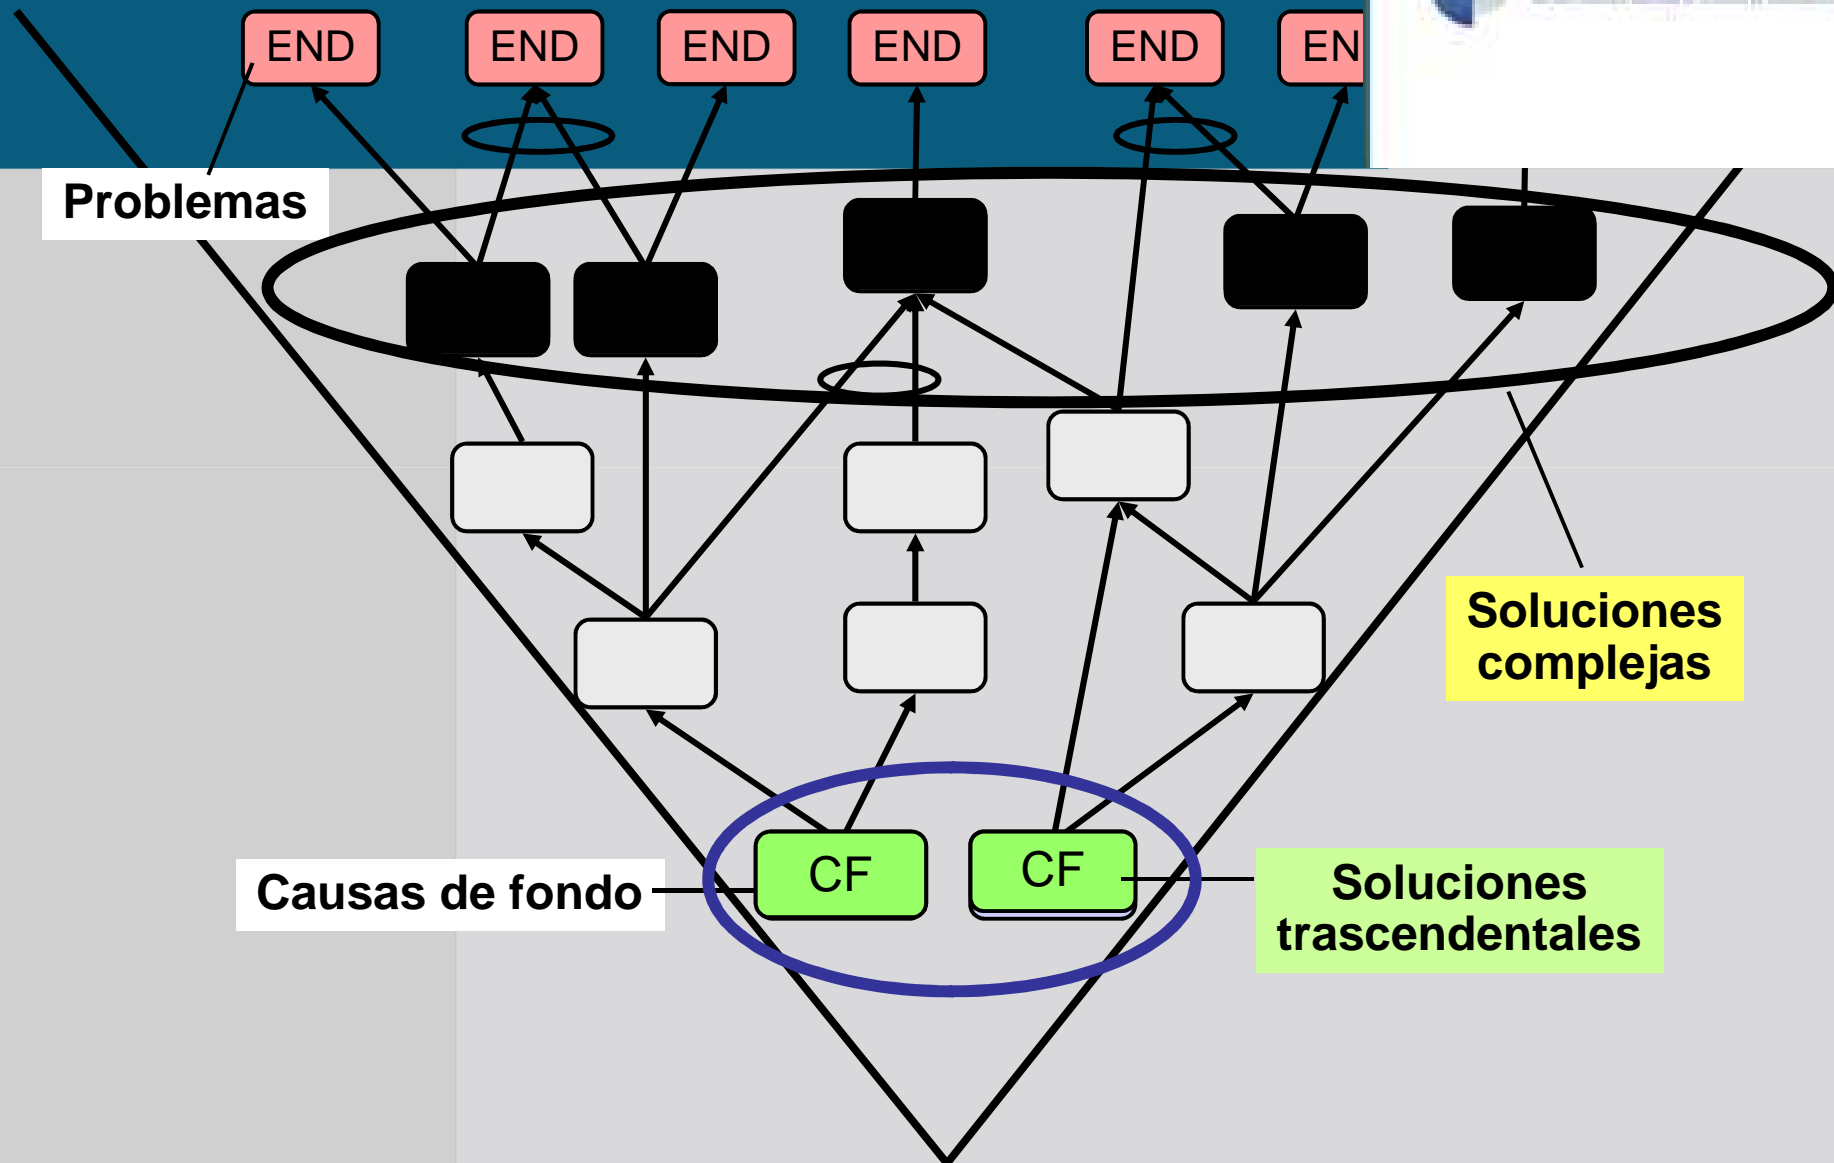 END
END
END
END
END
EN
Problemas
Soluciones
complejas
CF
CF
Causas de fondo
Soluciones
trascendentales